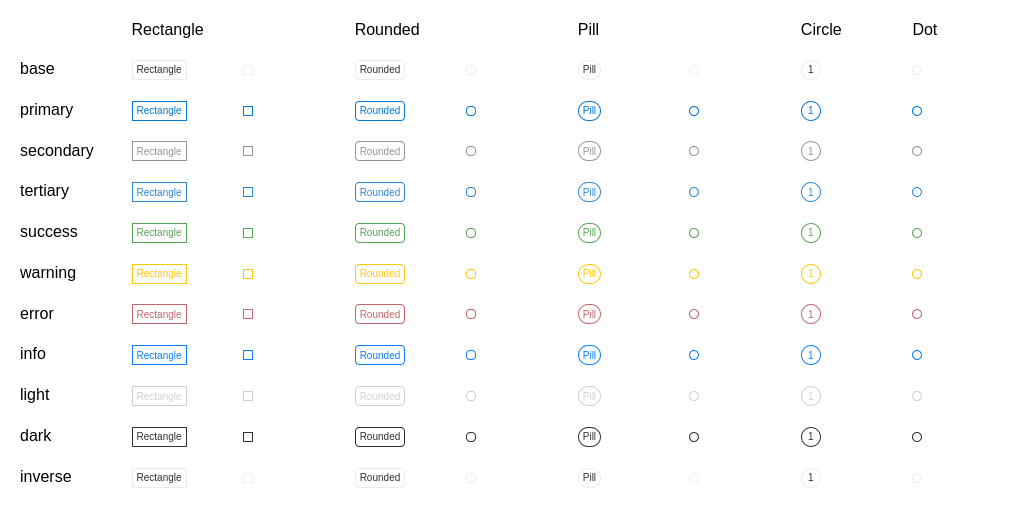 Rectangle Rounded Pill Circle Dot
base Rectangle Rounded Pill 1
primary Rectangle Rounded Pill 1
secondary Rectangle Rounded Pill 1
tertiary Rectangle Rounded Pill 1
success Rectangle Rounded Pill 1
warning Rectangle Rounded Pill 1
error Rectangle Rounded Pill 1
info Rectangle Rounded Pill 1
light Rectangle Rounded Pill 1
dark Rectangle Rounded Pill 1
inverse Rectangle Rounded Pill 1